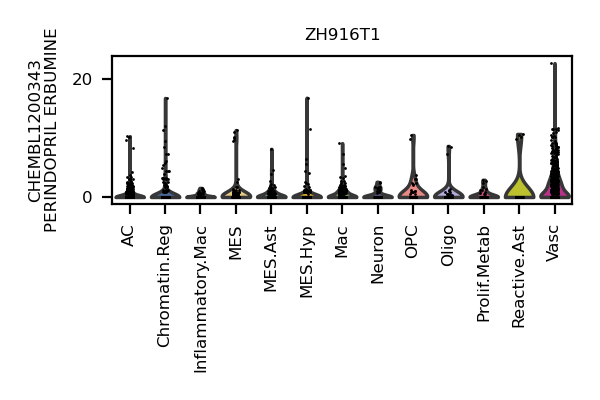 ZH916T1
CHEMBL1200343
PERINDOPRIL ERBUMINE
20
0
AC
Chromatin.Reg
Inflammatory.Mac
MES
MES.Ast
MES.Hyp
Mac
Neuron
OPC
Oligo
Prolif.Metab
Reactive.Ast
Vasc